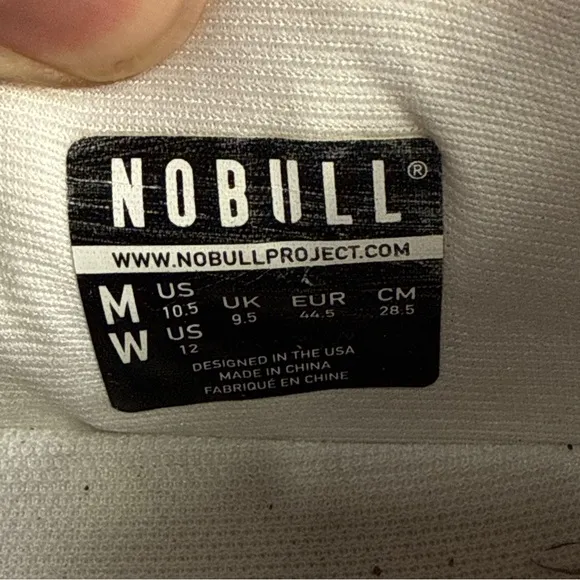 NOBULL®
WWW.NOBULLPROJECT.COM
M US 10.5 UK 9.5 EUR 44.5 CM 28.5
W US 12
DESIGNED IN THE USA
MADE IN CHINA
FABRIQUÉ EN CHINE